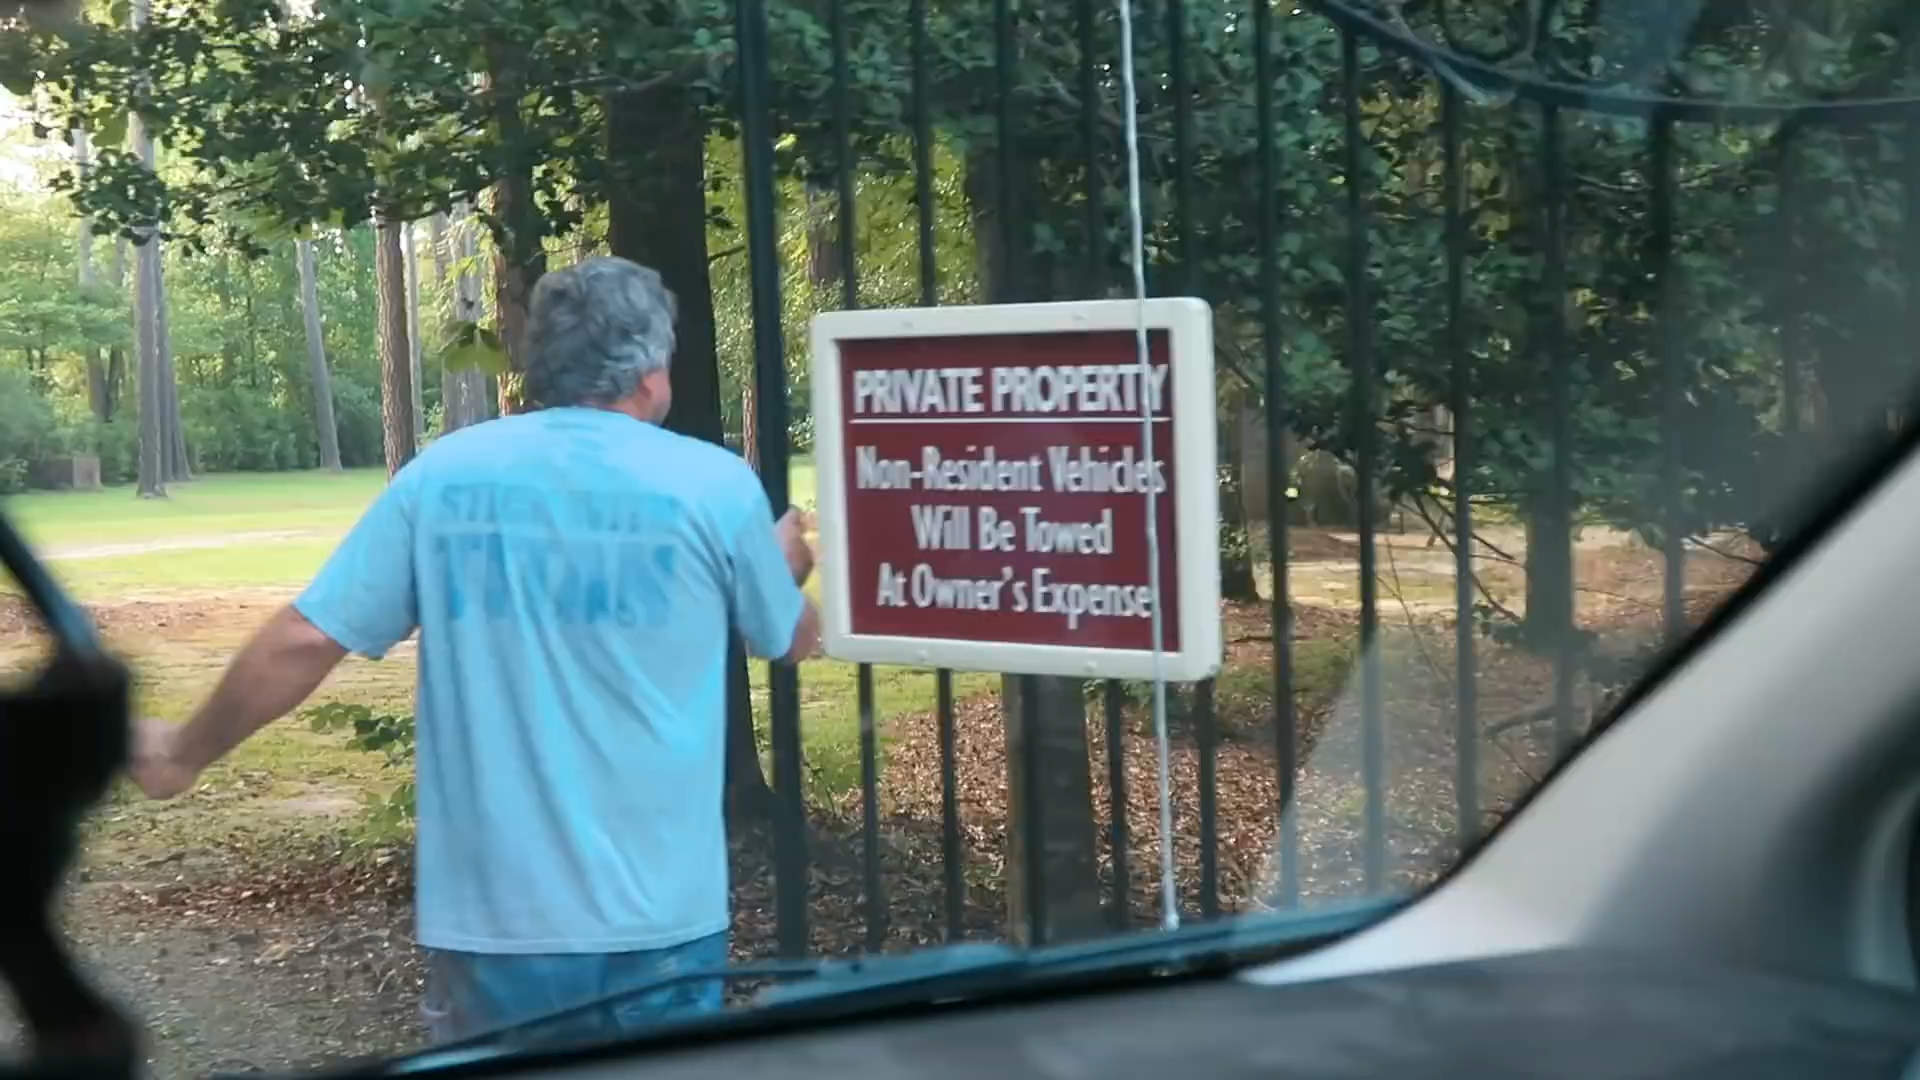 PRIVATE PROPERTY
Non-Resident Vehicles
Will Be Towed
At Owner's Expense